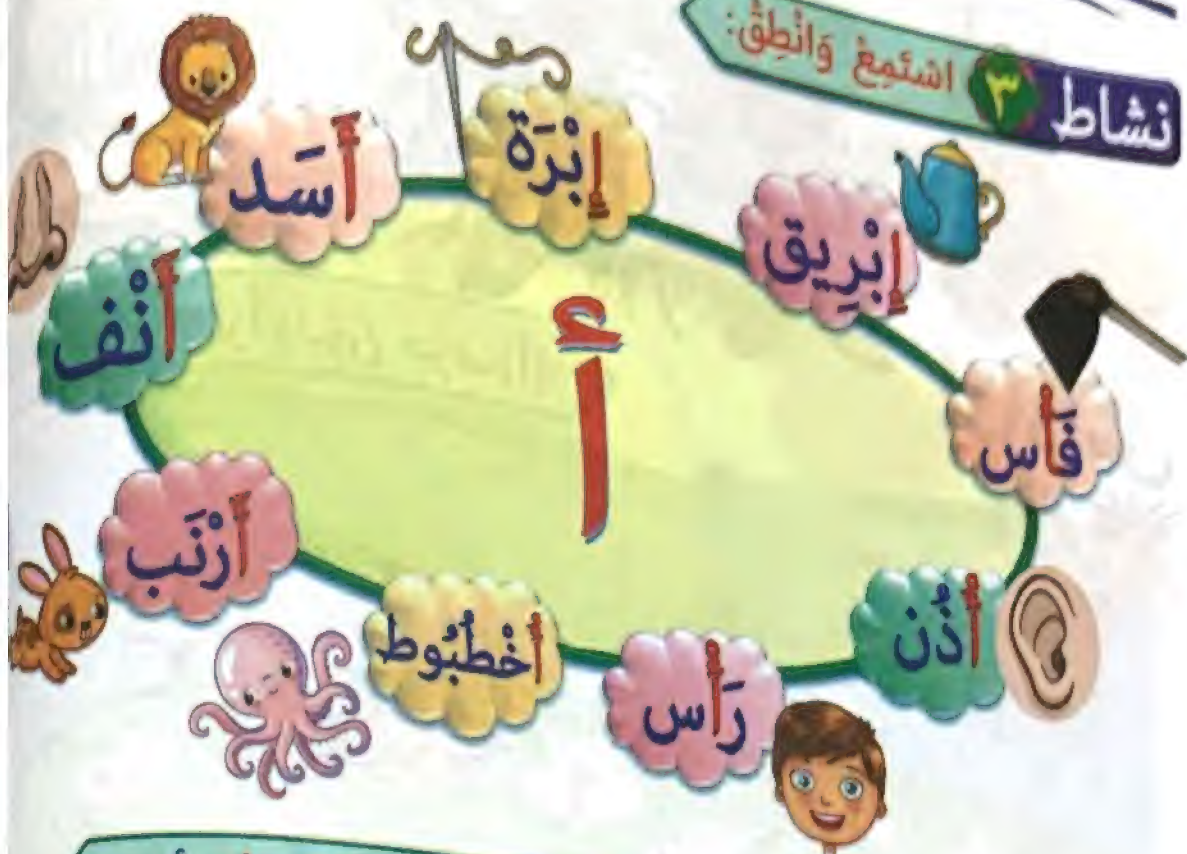 نشاط ٣ اسْتَمِعْ وَانْطِقْ:
إِبْرَة
أَسَد
إِبْرِيق
أَنْف
أ
فَأْس
أَرْنَب
أُذُن
أُخْطُبُوط
رَأْس